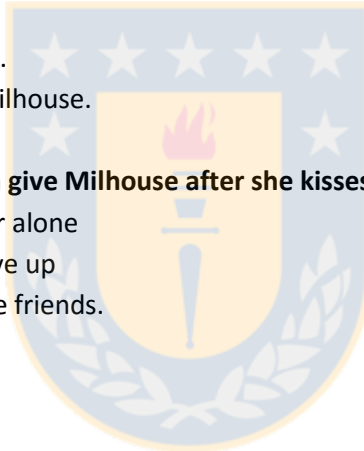 .
ilhouse.
give Milhouse after she kisses
r alone
ve up
e friends.